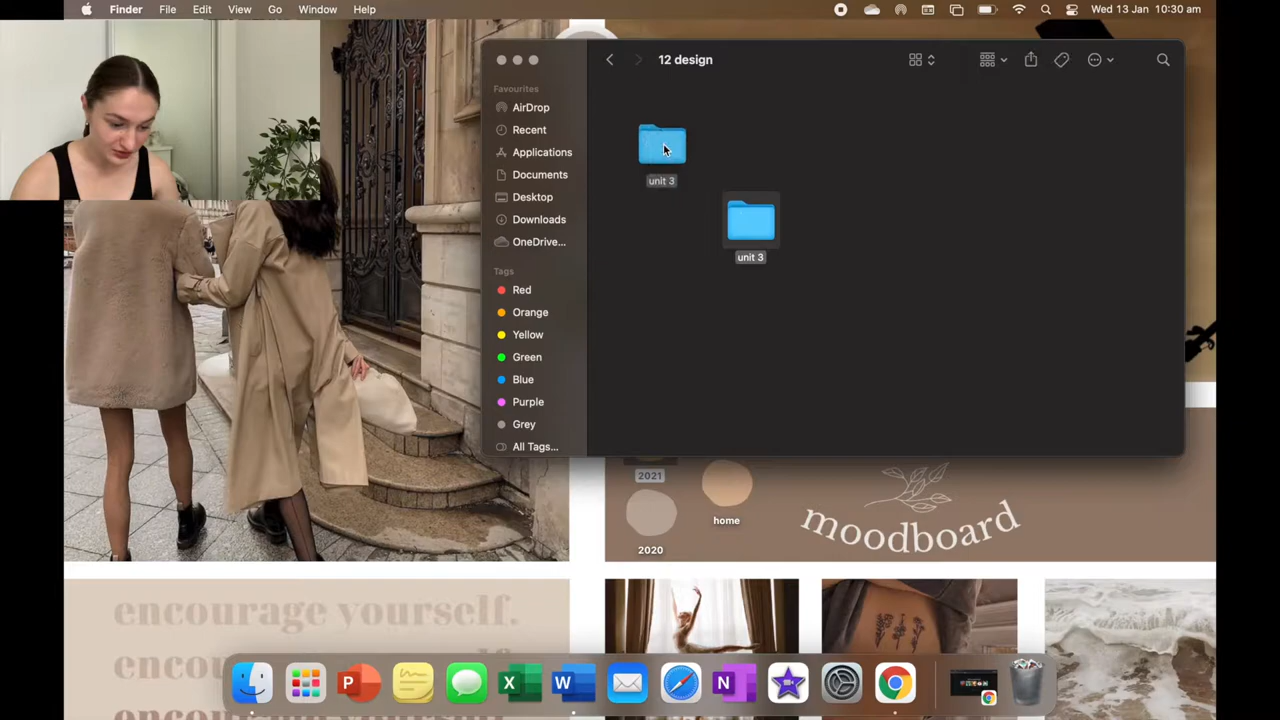 Finder File Edit View Go Window Help Wed 13 Jan 10:30 am
12 design
Favourites
AirDrop
Recent
Applications
Documents
Desktop
Downloads
OneDrive...
Tags
Red
Orange
Yellow
Green
Blue
Purple
Grey
All Tags...
unit 3
unit 3
2021
home
2020
moodboard
encourage yourself.
P
X
W
N